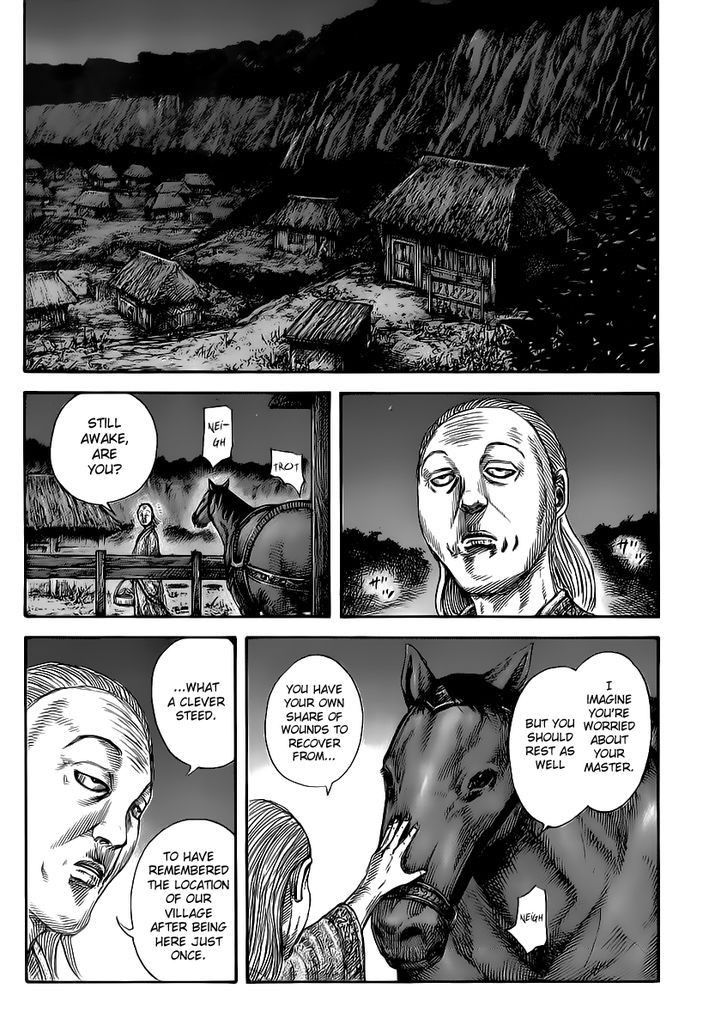 TROT
NEI-
GH
STILL
AWAKE,
ARE
YOU?
I
IMAGINE
YOU'RE
WORRIED
ABOUT
YOUR
MASTER.
BUT YOU
SHOULD
REST AS
WELL
YOU HAVE
YOUR OWN
SHARE OF
WOUNDS TO
RECOVER
FROM...
NEIGH
...WHAT
A CLEVER
STEED.
TO HAVE
REMEMBERED
THE LOCATION
OF OUR
VILLAGE
AFTER BEING
HERE JUST
ONCE.